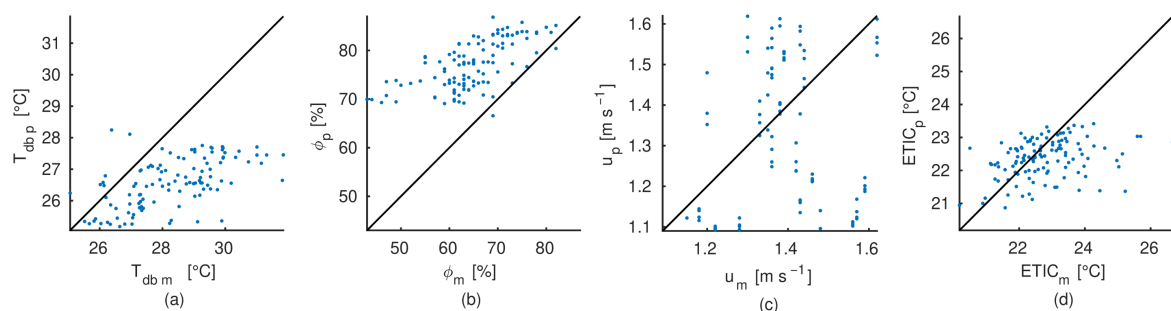 31
30
29
28
27
26
T_db p [°C]
26 28 30
T_db m [°C]
(a)
80
70
60
50
ϕ_p [%]
50 60 70 80
ϕ_m [%]
(b)
1.6
1.5
1.4
1.3
1.2
1.1
u_p [m s⁻¹]
1.2 1.4 1.6
u_m [m s⁻¹]
(c)
26
25
24
23
22
21
ETIC_p [°C]
22 24 26
ETIC_m [°C]
(d)